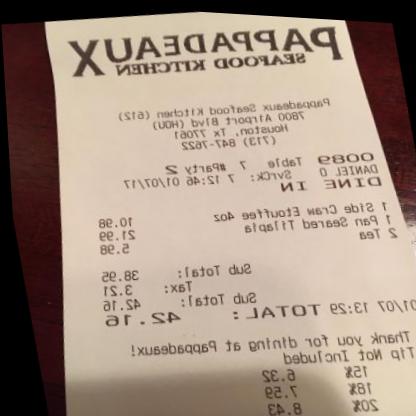 PAPPADEAUX
SEAFOOD KITCHEN
Pappadeaux Seafood Kitchen (612)
7800 Airport Blvd (HOU)
Houston, Tx 77061
(713) 847-7622
0089 Table 7 #Party 2
DANIEL O SvrCk: 7 12:46 01/07/17
DINE IN
1 Side Craw Etouffee 4oz 10.98
1 Pan Seared Tilapia 21.99
2 Tea 5.98
Sub Total: 38.95
Tax: 3.21
Sub Total: 42.16
01/07 13:29 TOTAL: 42.16
Thank you for dining at Pappadeaux!
Tip Not Included
15% 6.32
18% 7.59
20% 8.43